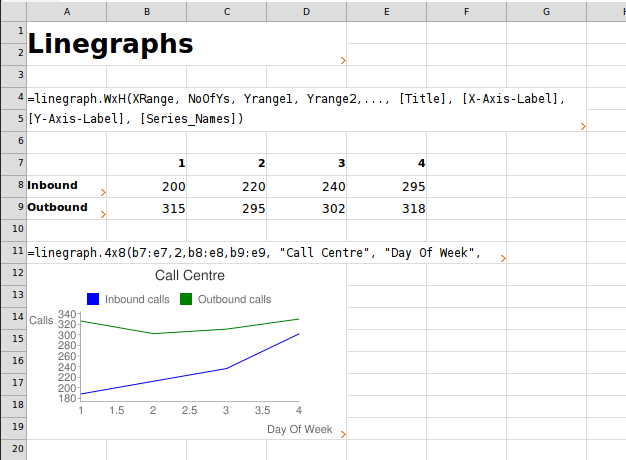 A B C D E F G
1
Linegraphs
2
3
4 =linegraph.WxH(XRange, NoOfYs, Yrange1, Yrange2,..., [Title], [X-Axis-Label],
5 [Y-Axis-Label], [Series_Names])
6
7 1 2 3 4
8 Inbound 200 220 240 295
9 Outbound 315 295 302 318
10
11 =linegraph.4x8(b7:e7,2,b8:e8,b9:e9, "Call Centre", "Day Of Week",
12 Call Centre
13 Inbound calls Outbound calls
14 Calls 340
320
15 300
280
16 260
240
17 220
200
18 180
1 1.5 2 2.5 3 3.5 4
19 Day Of Week
20